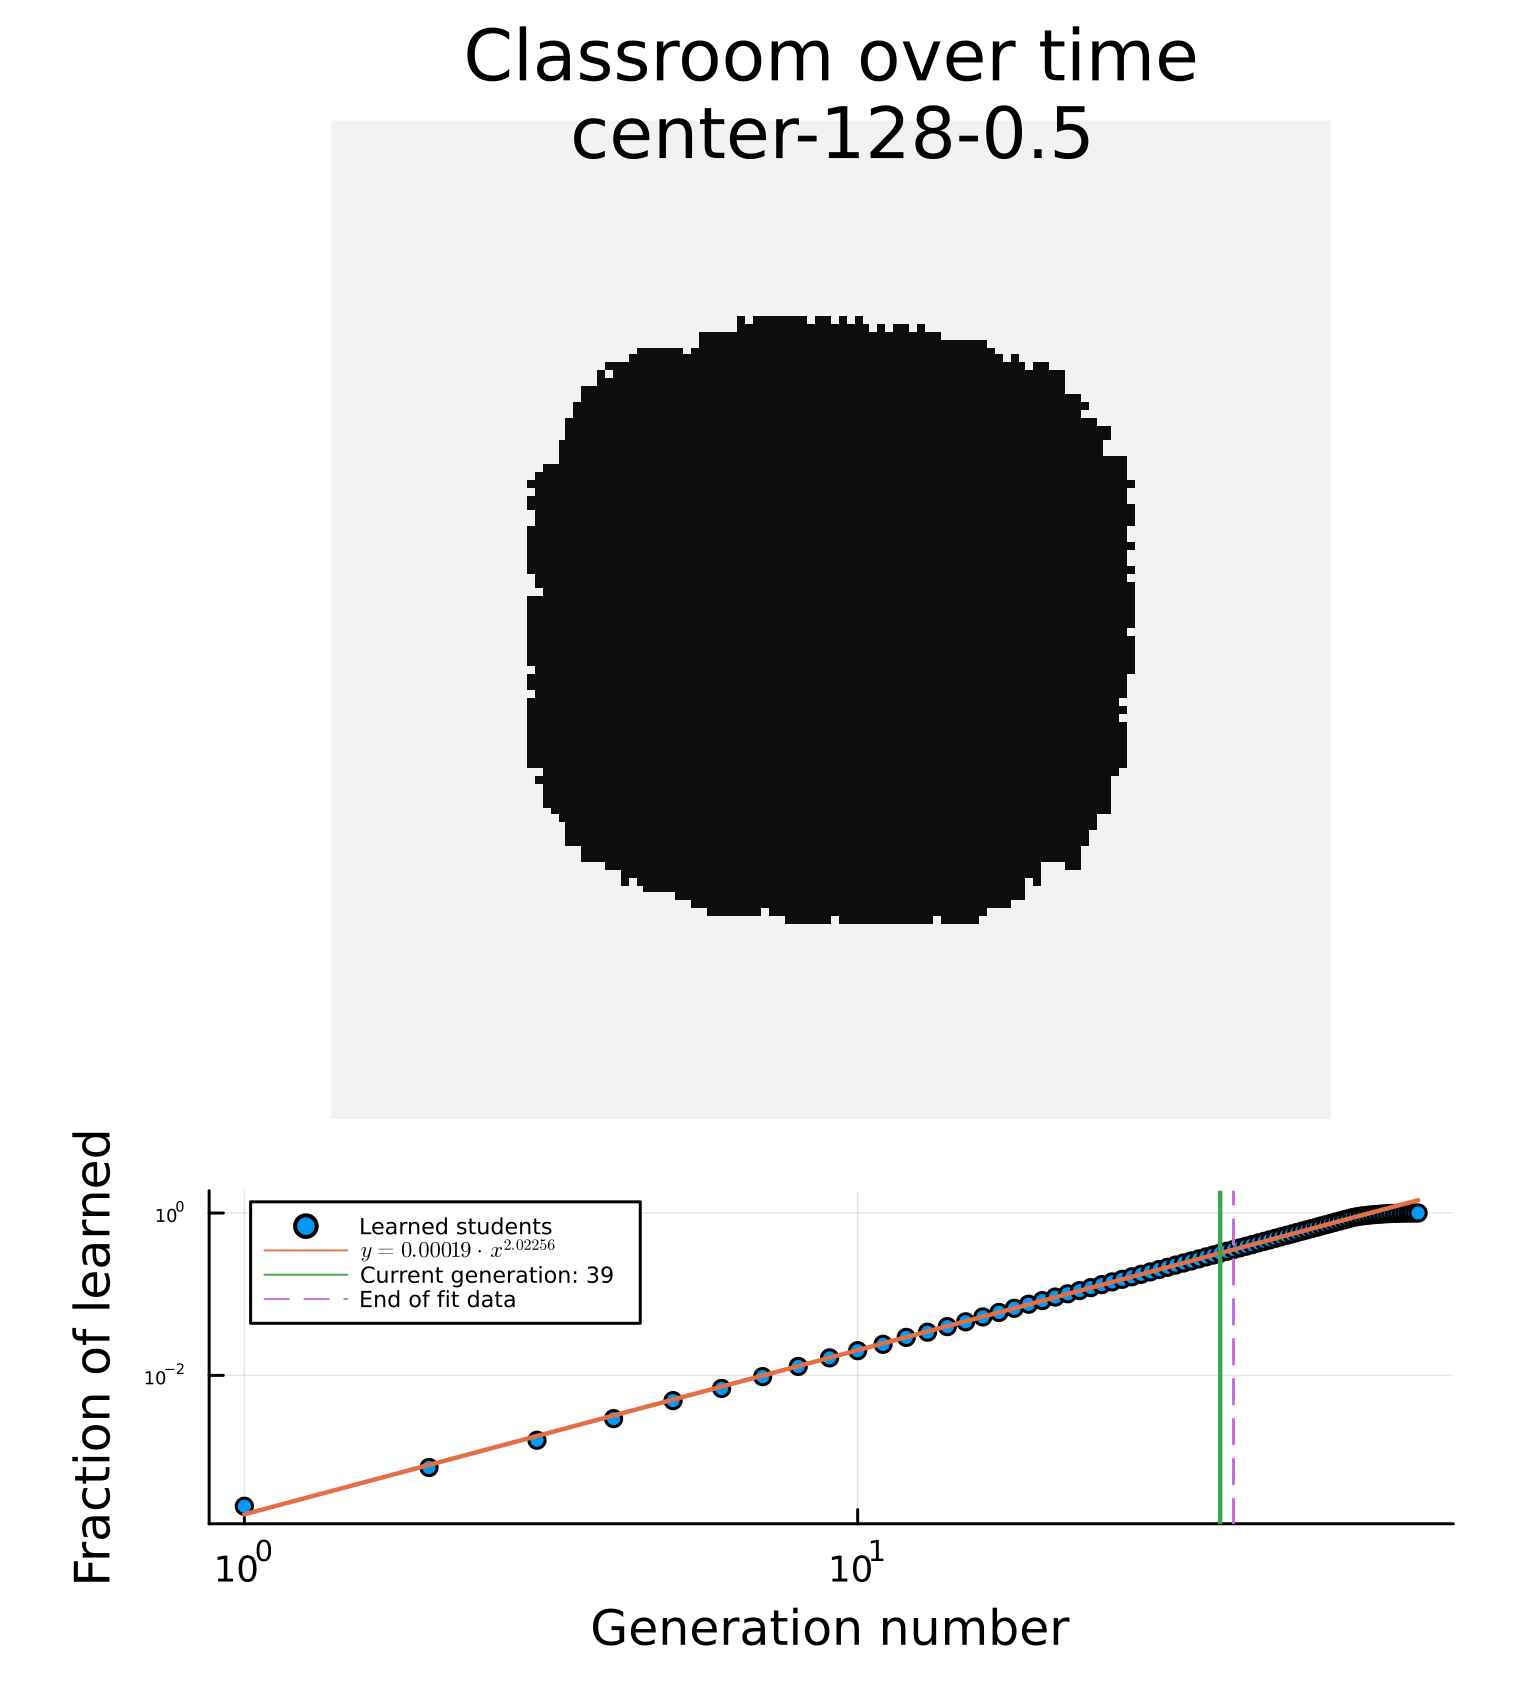 Classroom over time
center-128-0.5
Fraction of learned
10⁰
10⁻²
Learned students
y = 0.00019 · x^2.02256
Current generation: 39
End of fit data
10⁰
10¹
Generation number